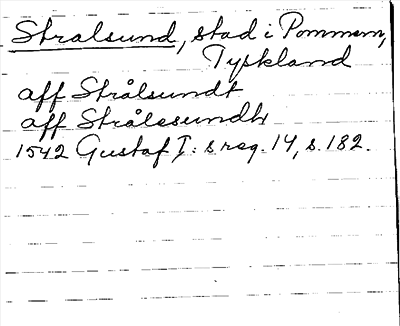 Stralsund, stad i Pommern,
Tyskland
aff Strålsundt
aff Strålesundh
1542 Gustaf I: s reg. 14, s. 182.